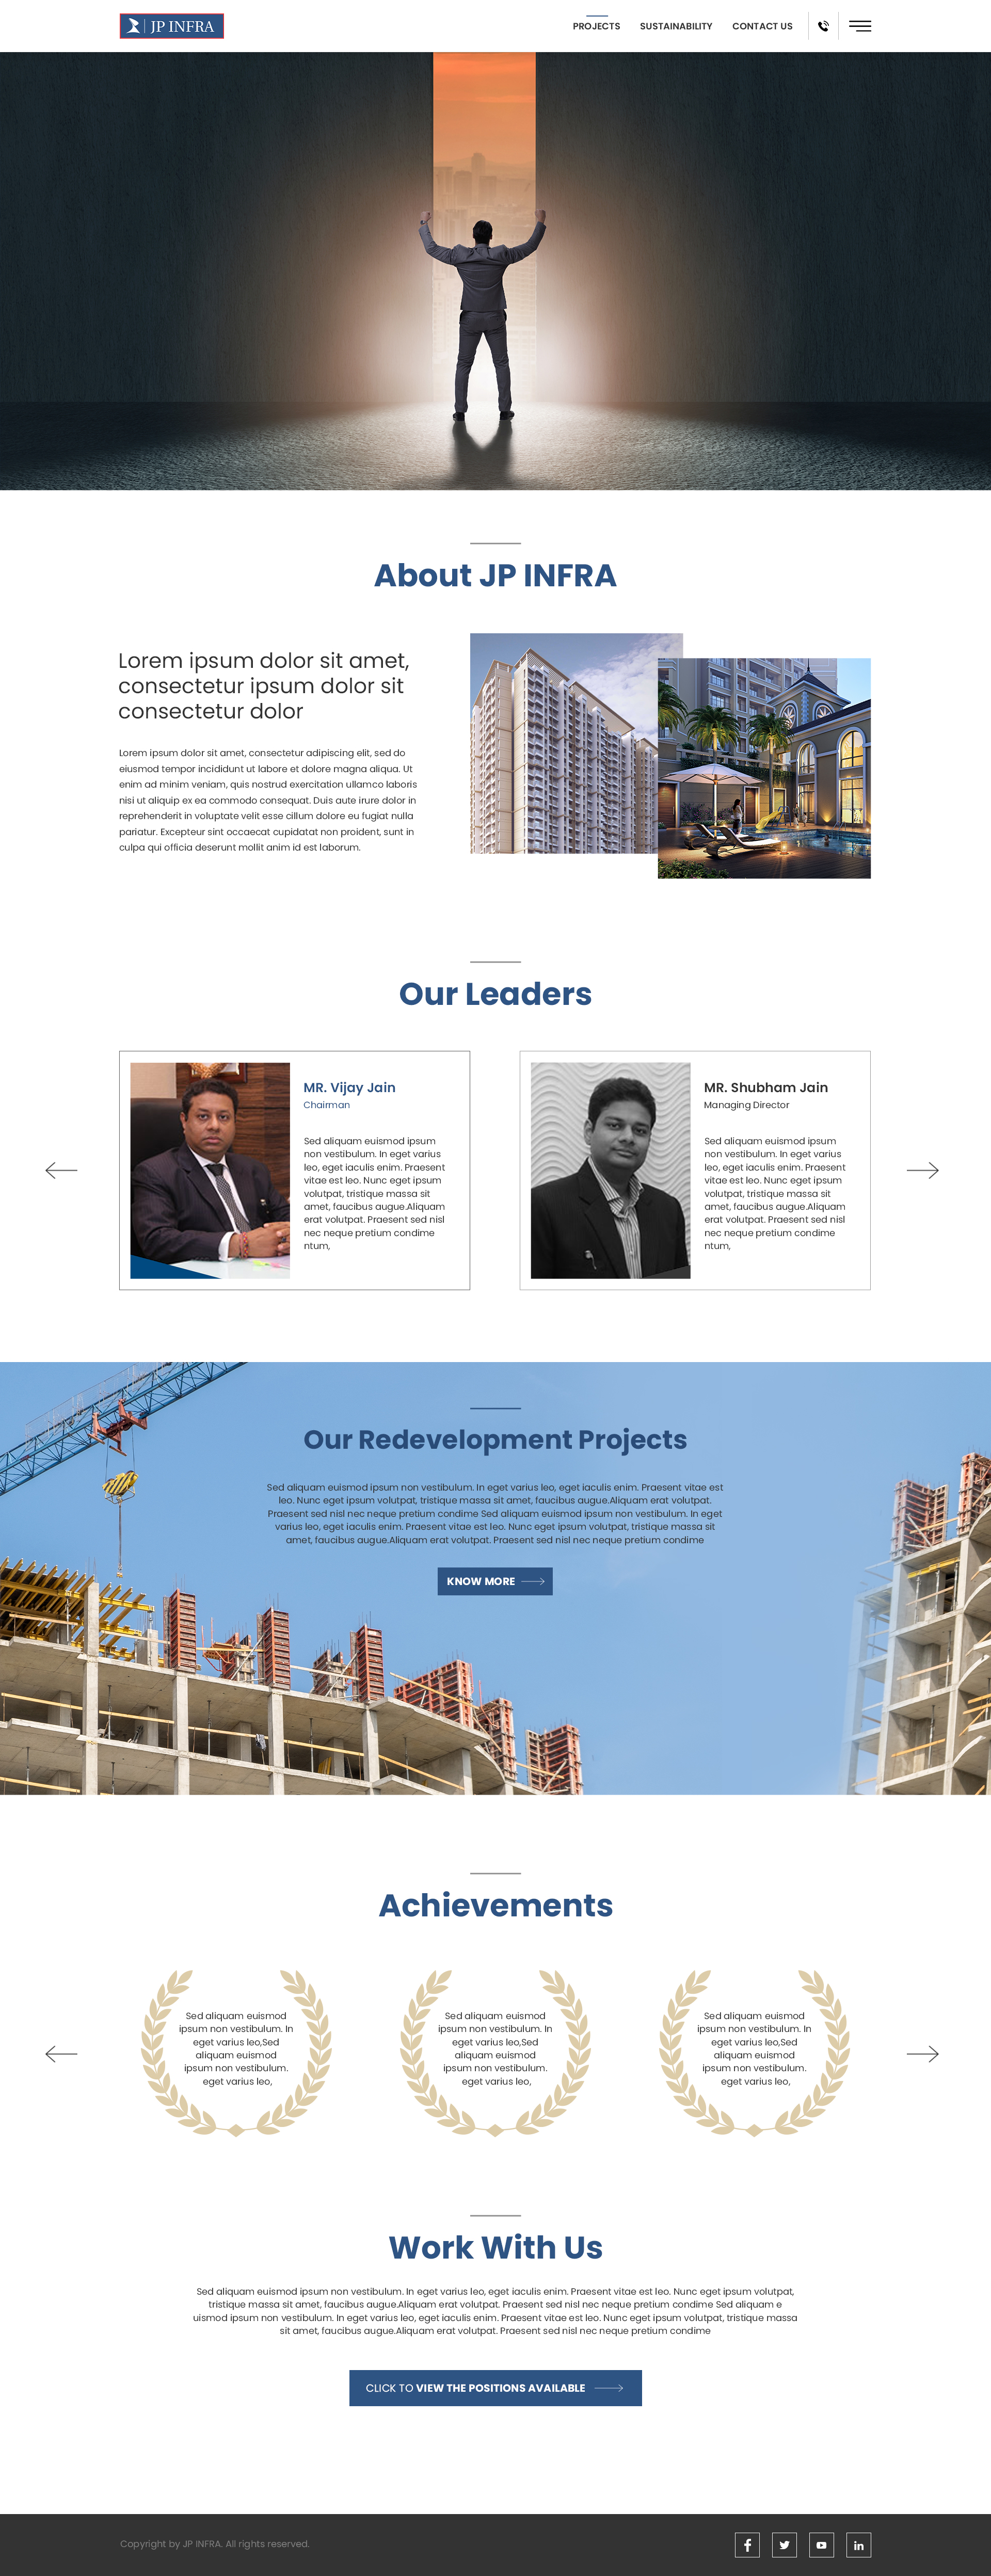 JP INFRA
PROJECTS SUSTAINABILITY CONTACT US
About JP INFRA
Lorem ipsum dolor sit amet,
consectetur ipsum dolor sit
consectetur dolor
Lorem ipsum dolor sit amet, consectetur adipiscing elit, sed do
eiusmod tempor incididunt ut labore et dolore magna aliqua. Ut
enim ad minim veniam, quis nostrud exercitation ullamco laboris
nisi ut aliquip ex ea commodo consequat. Duis aute irure dolor in
reprehenderit in voluptate velit esse cillum dolore eu fugiat nulla
pariatur. Excepteur sint occaecat cupidatat non proident, sunt in
culpa qui officia deserunt mollit anim id est laborum.
Our Leaders
MR. Vijay Jain
Chairman
Sed aliquam euismod ipsum
non vestibulum. In eget varius
leo, eget iaculis enim. Praesent
vitae est leo. Nunc eget ipsum
volutpat, tristique massa sit
amet, faucibus augue.Aliquam
erat volutpat. Praesent sed nisl
nec neque pretium condime
ntum,
MR. Shubham Jain
Managing Director
Sed aliquam euismod ipsum
non vestibulum. In eget varius
leo, eget iaculis enim. Praesent
vitae est leo. Nunc eget ipsum
volutpat, tristique massa sit
amet, faucibus augue.Aliquam
erat volutpat. Praesent sed nisl
nec neque pretium condime
ntum,
Our Redevelopment Projects
Sed aliquam euismod ipsum non vestibulum. In eget varius leo, eget iaculis enim. Praesent vitae est
leo. Nunc eget ipsum volutpat, tristique massa sit amet, faucibus augue.Aliquam erat volutpat.
Praesent sed nisl nec neque pretium condime Sed aliquam euismod ipsum non vestibulum. In eget
varius leo, eget iaculis enim. Praesent vitae est leo. Nunc eget ipsum volutpat, tristique massa sit
amet, faucibus augue.Aliquam erat volutpat. Praesent sed nisl nec neque pretium condime
KNOW MORE
Achievements
Sed aliquam euismod
ipsum non vestibulum. In
eget varius leo,Sed
aliquam euismod
ipsum non vestibulum.
eget varius leo,
Sed aliquam euismod
ipsum non vestibulum. In
eget varius leo,Sed
aliquam euismod
ipsum non vestibulum.
eget varius leo,
Sed aliquam euismod
ipsum non vestibulum. In
eget varius leo,Sed
aliquam euismod
ipsum non vestibulum.
eget varius leo,
Work With Us
Sed aliquam euismod ipsum non vestibulum. In eget varius leo, eget iaculis enim. Praesent vitae est leo. Nunc eget ipsum volutpat,
tristique massa sit amet, faucibus augue.Aliquam erat volutpat. Praesent sed nisl nec neque pretium condime Sed aliquam e
uismod ipsum non vestibulum. In eget varius leo, eget iaculis enim. Praesent vitae est leo. Nunc eget ipsum volutpat, tristique massa
sit amet, faucibus augue.Aliquam erat volutpat. Praesent sed nisl nec neque pretium condime
CLICK TO VIEW THE POSITIONS AVAILABLE
Copyright by JP INFRA. All rights reserved.